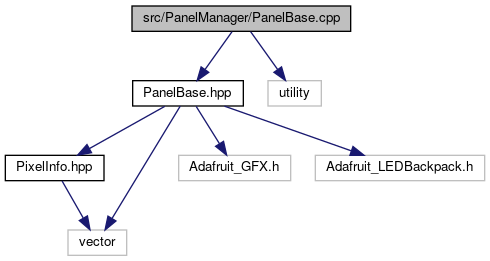 src/PanelManager/PanelBase.cpp
PanelBase.hpp
utility
PixelInfo.hpp
Adafruit_GFX.h
Adafruit_LEDBackpack.h
vector